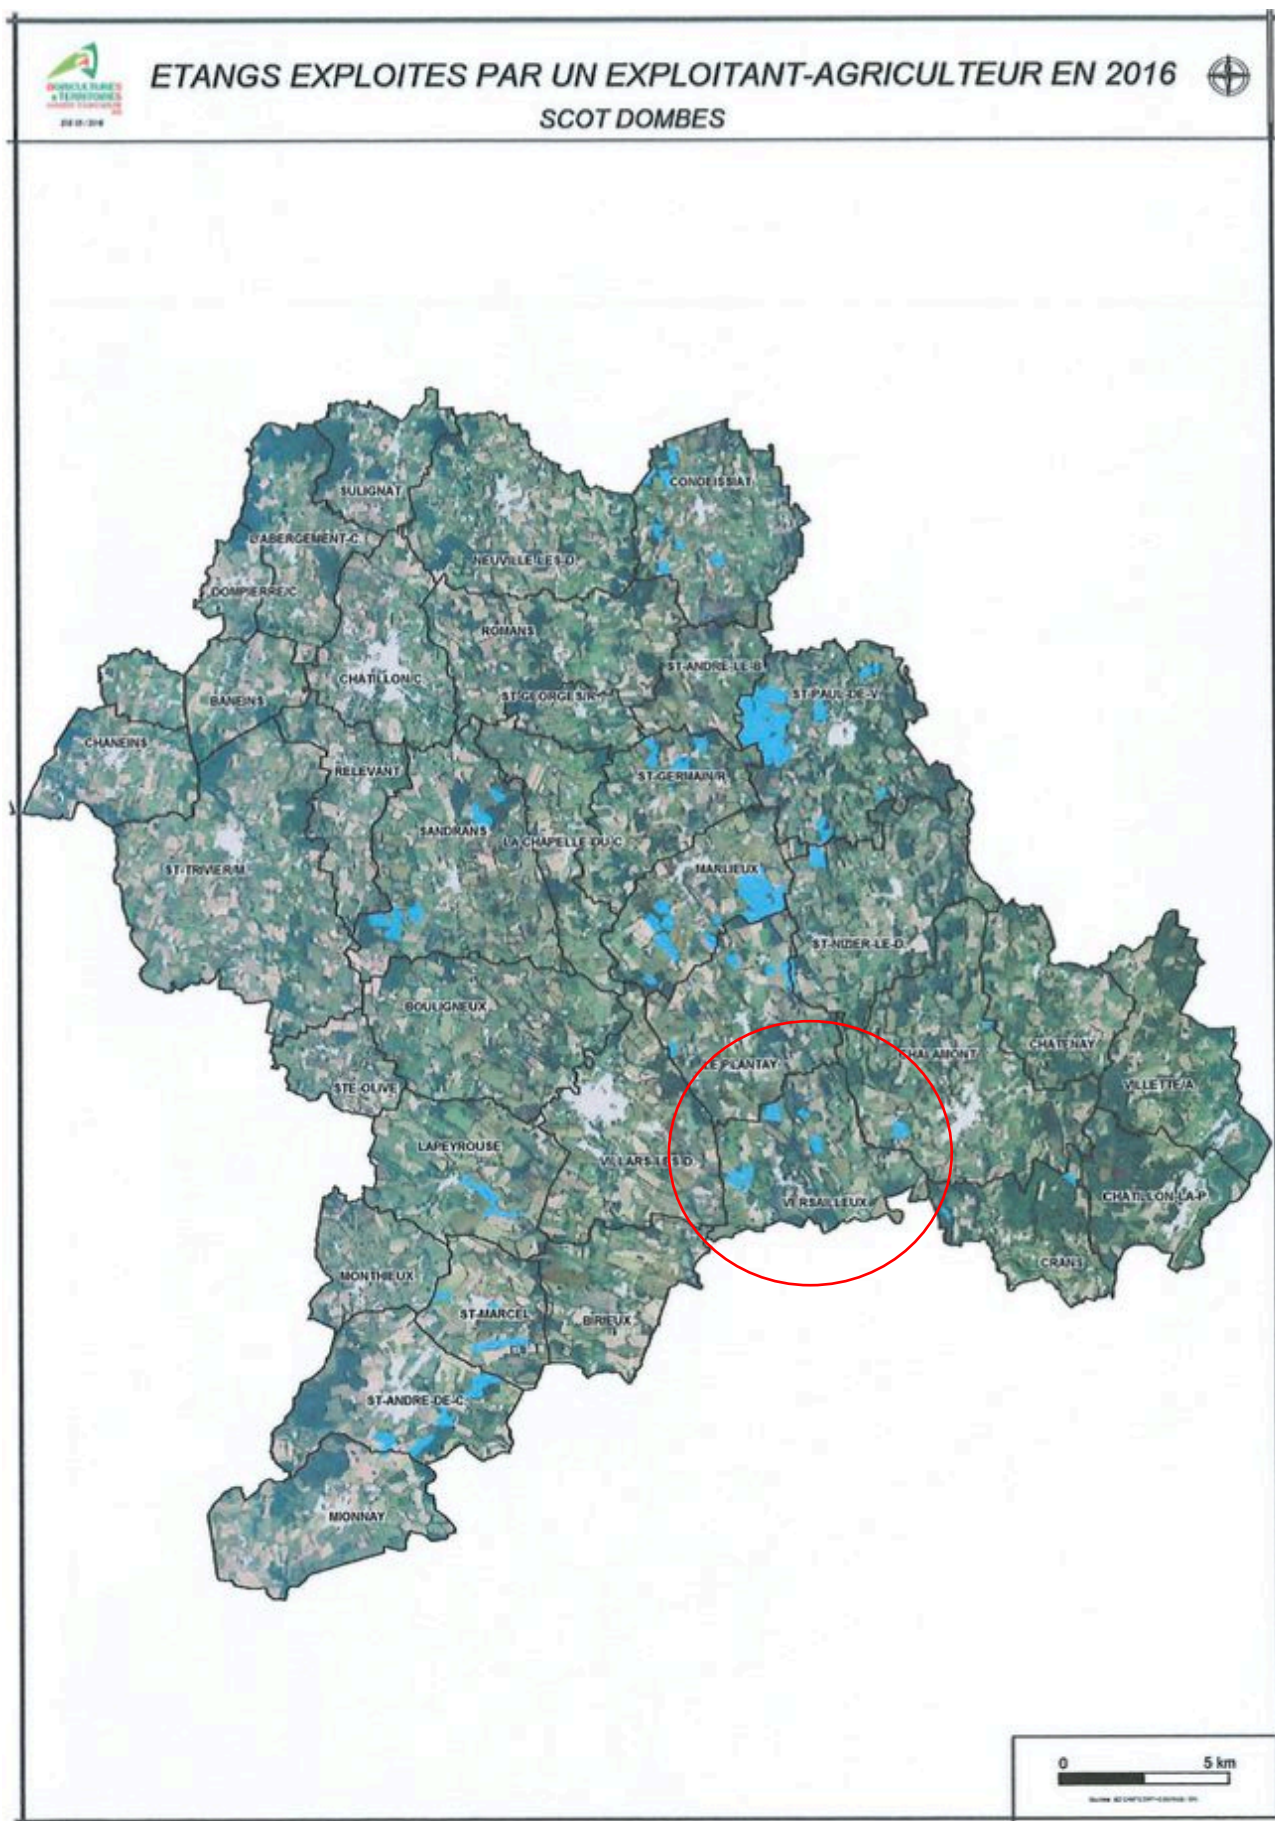 ETANGS EXPLOITES PAR UN EXPLOITANT-AGRICULTEUR EN 2016
AGRICULTURES
& TERRITOIRES
SCOT DOMBES
CONDEISSIAT
SULIGNAT
L'ABERGEMENT-C.
NEUVILLE-LES-D.
DOMPIERRE/C
ROMANS
ST-ANDRE-LE-B
CHATILLON/C.
ST-GEORGES/R.
ST-PAUL-DE-V.
BANEINS
CHANEINS
RELEVANT
ST-GERMAIN/R.
SANDRANS
LA CHAPELLE-DU-C
ST-TRIVIER/M.
MARLIEUX
ST-NIZIER-LE-D.
BOULIGNEUX
CHATENAY
CHALAMONT
LE PLANTAY
STE-OLIVE
VILLETTE/A
LAPEYROUSE
VILLARS-LES-D
VERSAILLEUX
CHATILLON-LA-P.
CRANS
MONTHIEUX
ST-MARCEL
BIRIEUX
ST-ANDRE-DE-C.
MIONNAY
0 5 km